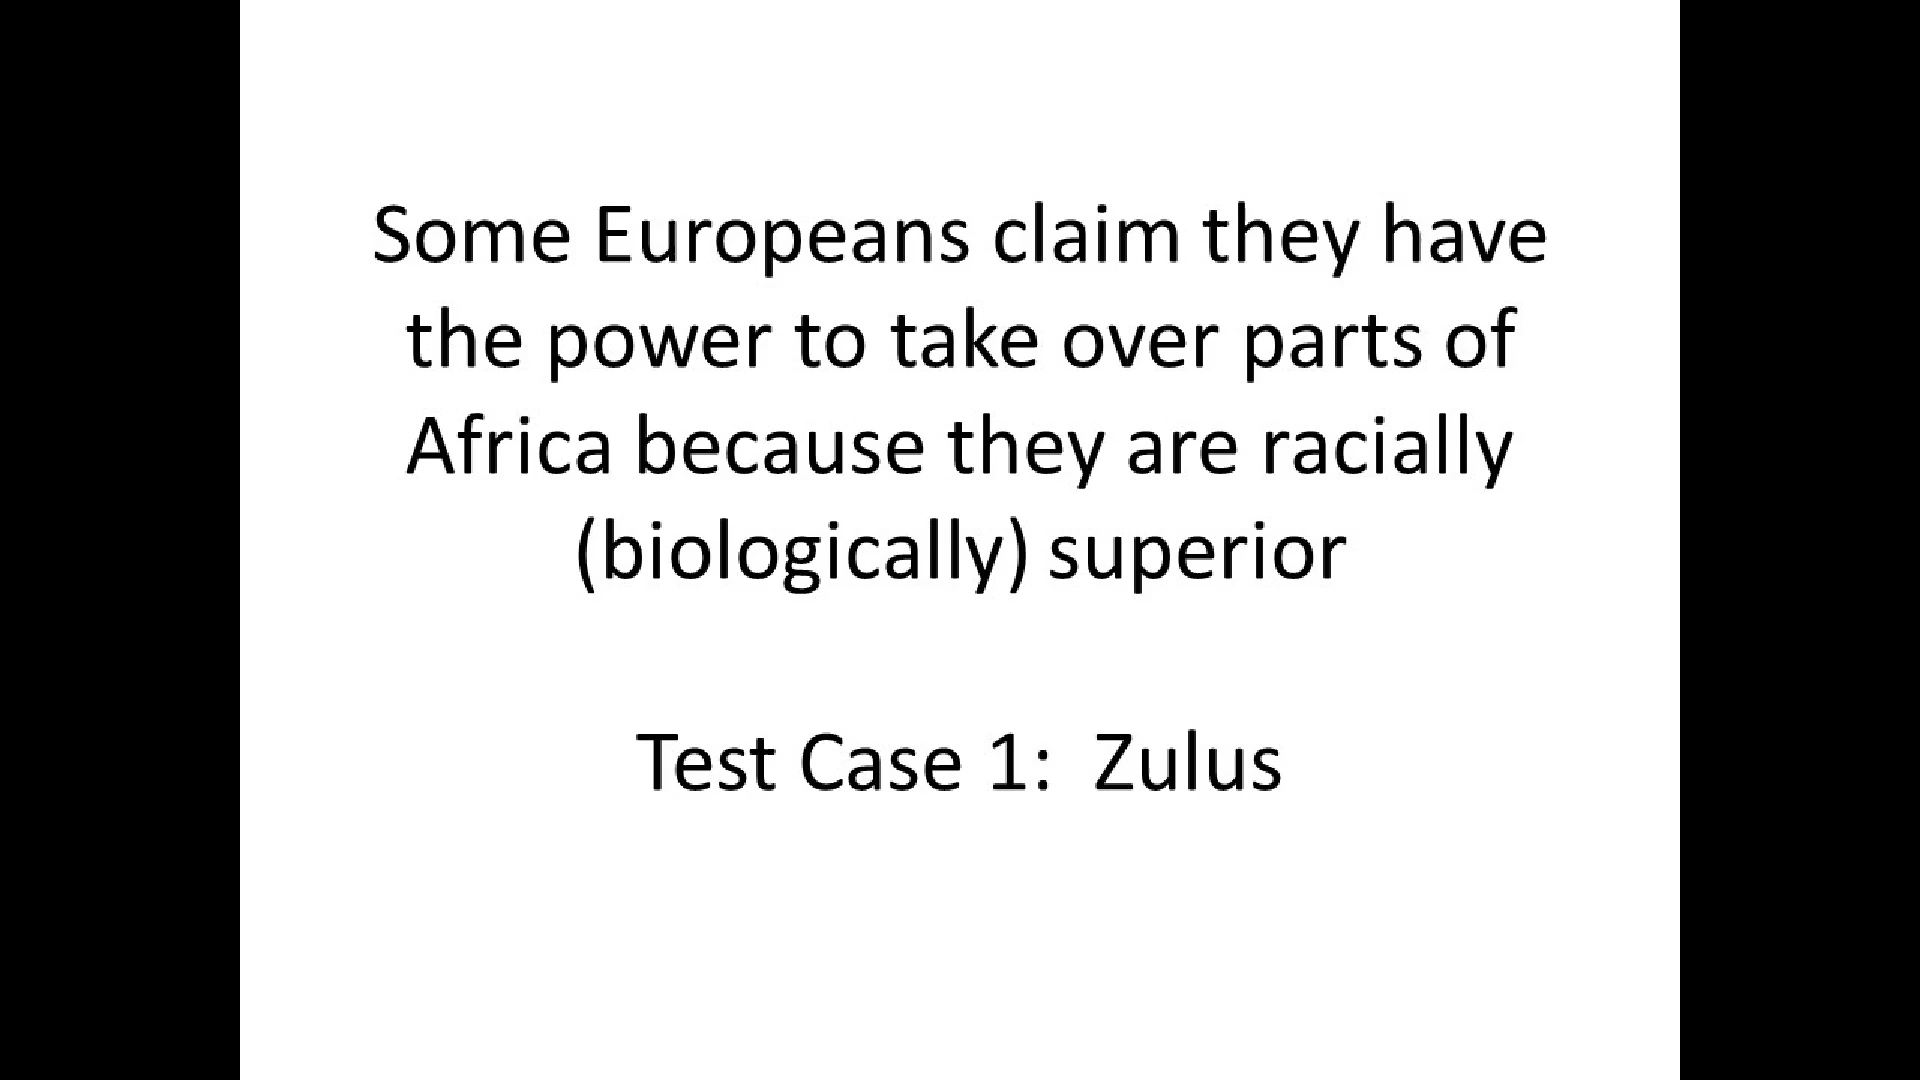 Some Europeans claim they have
the power to take over parts of
Africa because they are racially
(biologically) superior
Test Case 1:  Zulus